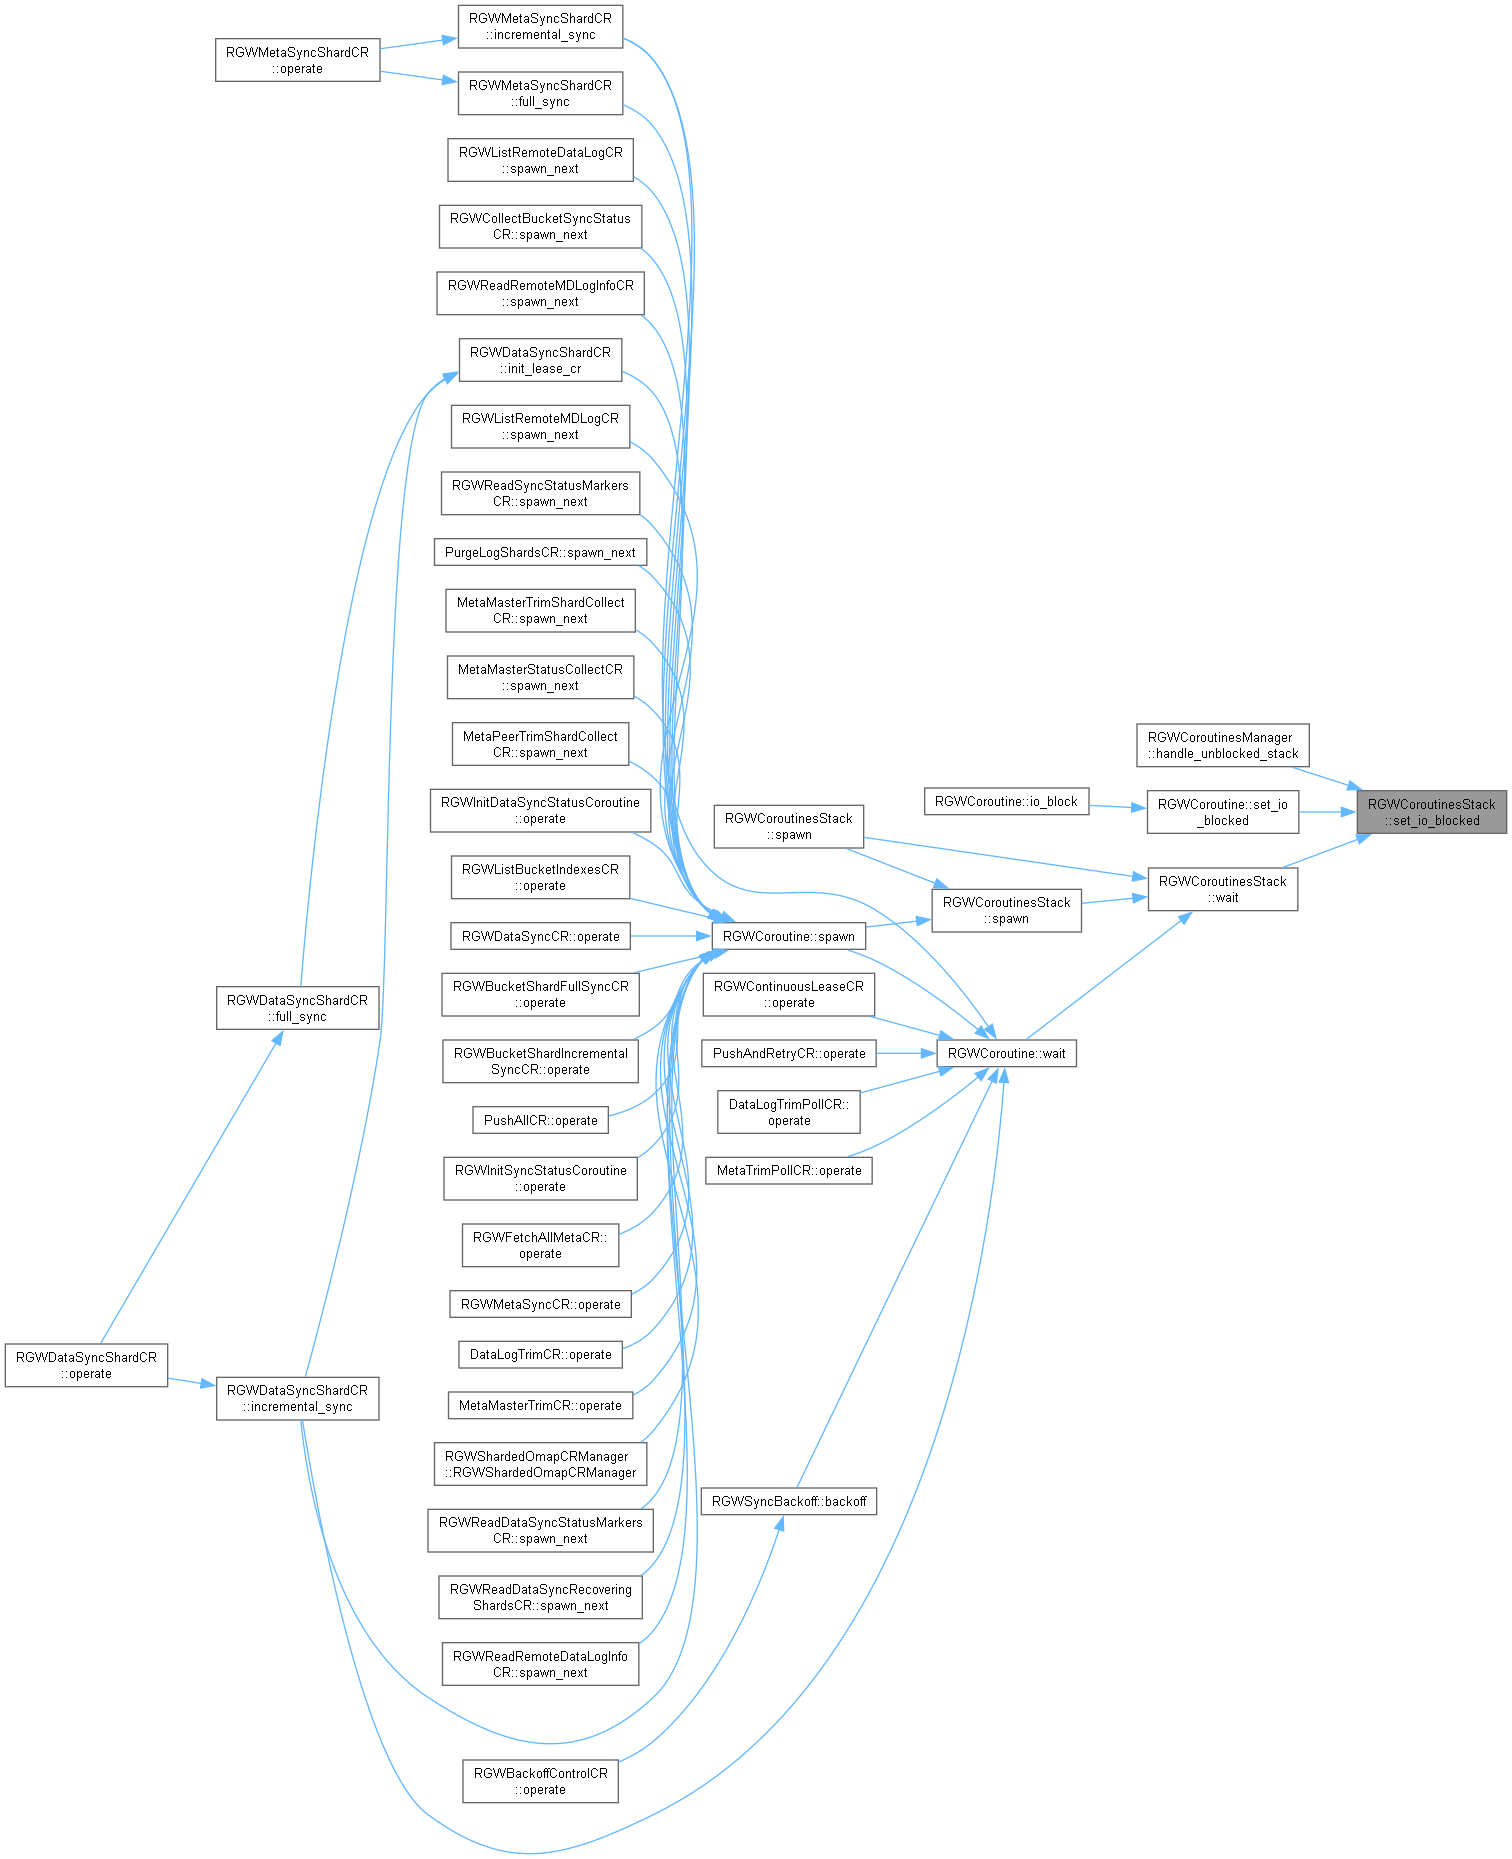 RGWMetaSyncShardCR
::operate
RGWMetaSyncShardCR
::incremental_sync
RGWMetaSyncShardCR
::full_sync
RGWListRemoteDataLogCR
::spawn_next
RGWCollectBucketSyncStatus
CR::spawn_next
RGWReadRemoteMDLogInfoCR
::spawn_next
RGWDataSyncShardCR
::init_lease_cr
RGWListRemoteMDLogCR
::spawn_next
RGWReadSyncStatusMarkers
CR::spawn_next
PurgeLogShardsCR::spawn_next
MetaMasterTrimShardCollect
CR::spawn_next
MetaMasterStatusCollectCR
::spawn_next
MetaPeerTrimShardCollect
CR::spawn_next
RGWInitDataSyncStatusCoroutine
::operate
RGWListBucketIndexesCR
::operate
RGWDataSyncCR::operate
RGWBucketShardFullSyncCR
::operate
RGWBucketShardIncremental
SyncCR::operate
PushAllCR::operate
RGWInitSyncStatusCoroutine
::operate
RGWFetchAllMetaCR::
operate
RGWMetaSyncCR::operate
DataLogTrimCR::operate
MetaMasterTrimCR::operate
RGWShardedOmapCRManager
::RGWShardedOmapCRManager
RGWReadDataSyncStatusMarkers
CR::spawn_next
RGWReadDataSyncRecovering
ShardsCR::spawn_next
RGWReadRemoteDataLogInfo
CR::spawn_next
RGWBackoffControlCR
::operate
RGWDataSyncShardCR
::full_sync
RGWDataSyncShardCR
::operate
RGWDataSyncShardCR
::incremental_sync
RGWCoroutinesStack
::spawn
RGWCoroutine::spawn
RGWContinuousLeaseCR
::operate
PushAndRetryCR::operate
DataLogTrimPollCR::
operate
MetaTrimPollCR::operate
RGWSyncBackoff::backoff
RGWCoroutine::io_block
RGWCoroutinesStack
::spawn
RGWCoroutine::wait
RGWCoroutinesManager
::handle_unblocked_stack
RGWCoroutine::set_io
_blocked
RGWCoroutinesStack
::wait
RGWCoroutinesStack
::set_io_blocked